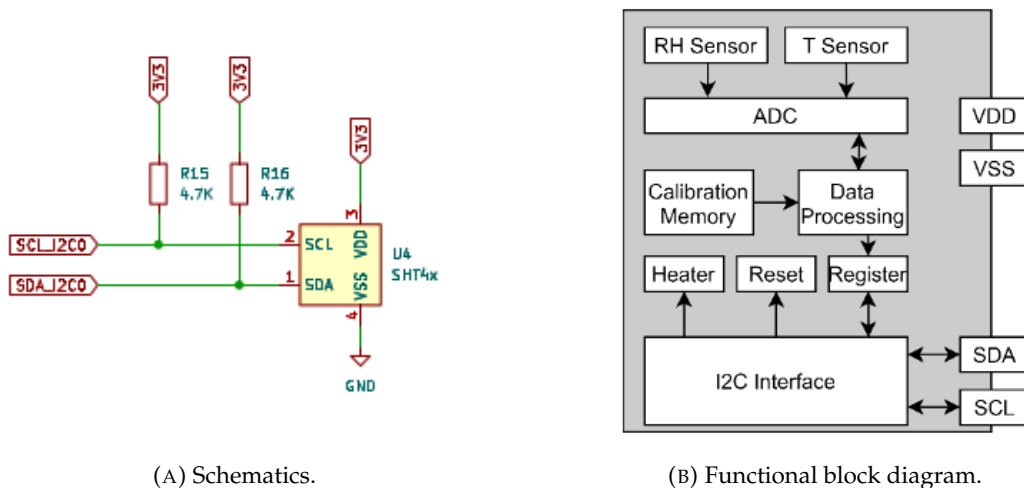 3V3
3V3
3V3
R15
4.7K
R16
4.7K
SCL_I2C0
SDA_I2C0
2
1
3
4
SCL
SDA
VDD
VSS
U4
SHT4x
GND
(A) Schematics.
RH Sensor
T Sensor
ADC
VDD
VSS
Calibration
Memory
Data
Processing
Heater
Reset
Register
I2C Interface
SDA
SCL
(B) Functional block diagram.